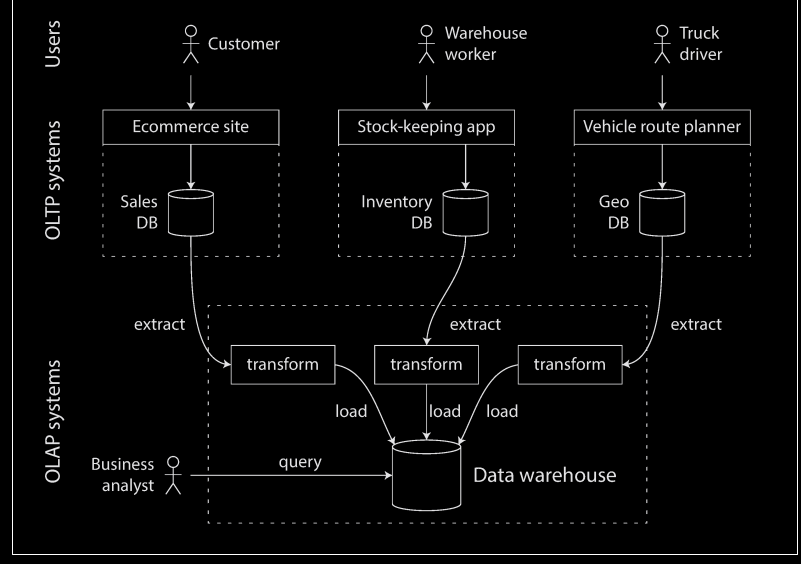 Users
Customer
Warehouse
worker
Truck
driver
OLTP systems
Ecommerce site
Stock-keeping app
Vehicle route planner
Sales
DB
Inventory
DB
Geo
DB
extract
extract
extract
OLAP systems
transform
transform
transform
load
load
load
Business
analyst
query
Data warehouse